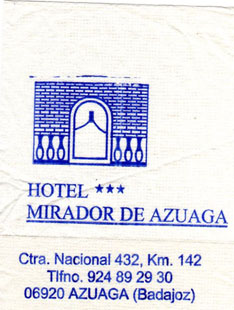 HOTEL ***
MIRADOR DE AZUAGA
Ctra. Nacional 432, Km. 142
Tlfno. 924 89 29 30
06920 AZUAGA (Badajoz)